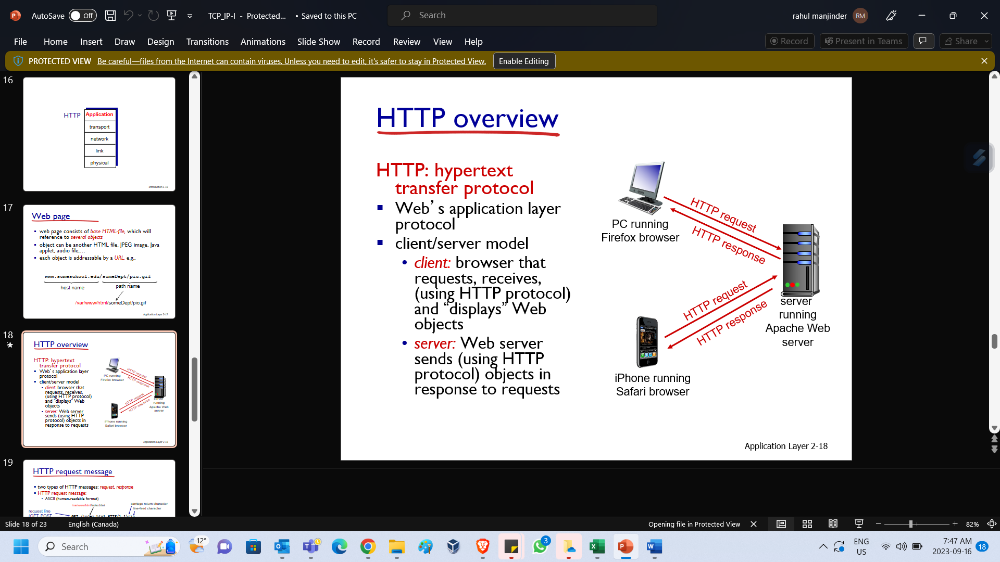 AutoSave Off TCP_IP-I - Protected... • Saved to this PC Search rahul manjinder RM
File Home Insert Draw Design Transitions Animations Slide Show Record Review View Help Record Present in Teams Share
PROTECTED VIEW Be careful—files from the Internet can contain viruses. Unless you need to edit, it's safer to stay in Protected View. Enable Editing
16
HTTP Application
transport
network
link
physical
Introduction 1-16
17
Web page
▪ web page consists of base HTML-file, which will
reference to several objects
▪ object can be another HTML file, JPEG image, Java
applet, audio file,...
▪ each object is addressable by a URL, e.g.,
www.someschool.edu/someDept/pic.gif
host name path name
/var/www/html/someDept/pic.gif
Application Layer 2-17
18
HTTP overview
HTTP: hypertext
transfer protocol
▪ Web's application layer
protocol
▪ client/server model
• client: browser that
requests, receives,
(using HTTP protocol)
and "displays" Web
objects
• server: Web server
sends (using HTTP
protocol) objects in
response to requests
PC running
Firefox browser
HTTP request
HTTP response
HTTP request
HTTP response
server
running
Apache Web
server
iPhone running
Safari browser
Application Layer 2-18
19
HTTP request message
▪ two types of HTTP messages: request, response
▪ HTTP request message:
• ASCII (human-readable format)
/var/www/html/index.html
carriage return character
line-feed character
request line
(GET, POST
GET /index.html HTTP/1.1\r\n
HTTP overview
HTTP: hypertext
transfer protocol
▪ Web's application layer
protocol
▪ client/server model
• client: browser that
requests, receives,
(using HTTP protocol)
and “displays” Web
objects
• server: Web server
sends (using HTTP
protocol) objects in
response to requests
PC running
Firefox browser
HTTP request
HTTP response
HTTP request
HTTP response
server
running
Apache Web
server
iPhone running
Safari browser
Application Layer 2-18
Slide 18 of 23 English (Canada) Opening file in Protected View 82%
Search 12° 3 ENG
US 7:47 AM
2023-09-16 18